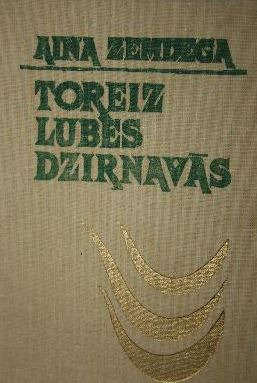 AINA ZEMDEGA
TOREIZ
LUBES
DZIRNAVĀS